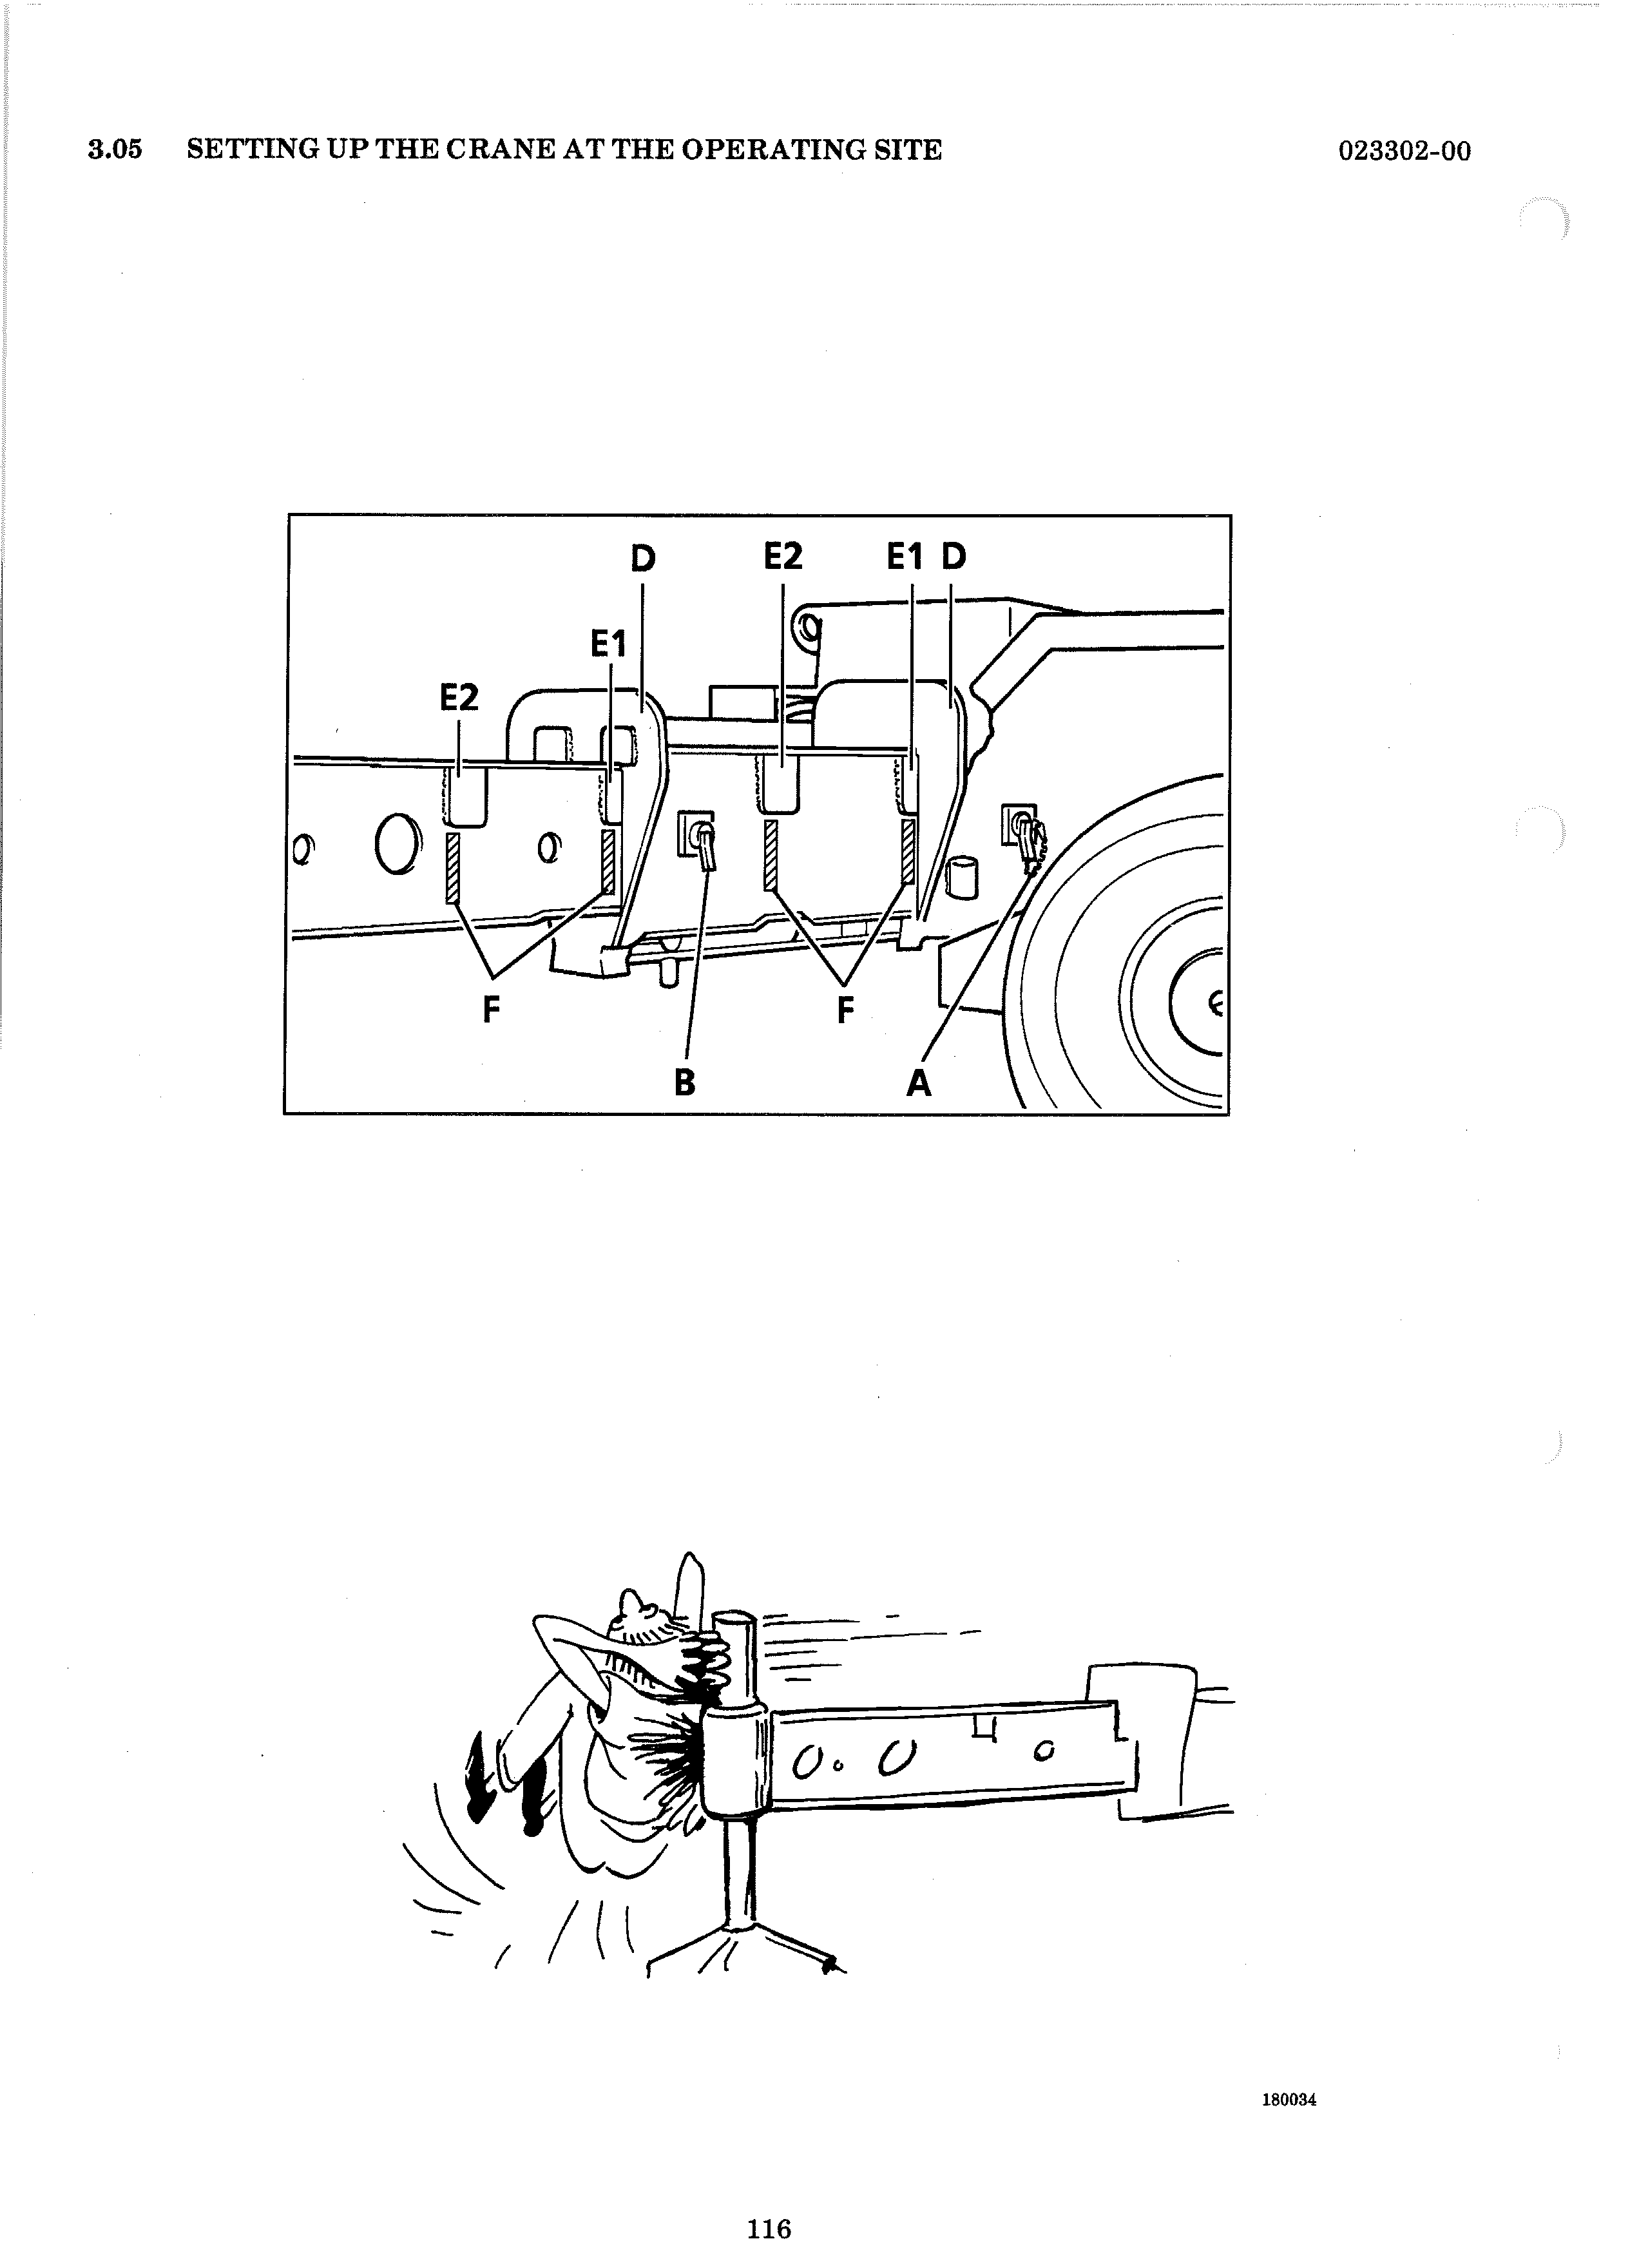 3.05 SETTING UP THE CRANE AT THE OPERATING SITE 023302-00
D E2 E1 D
E1
E2
F F
B A
180034
116